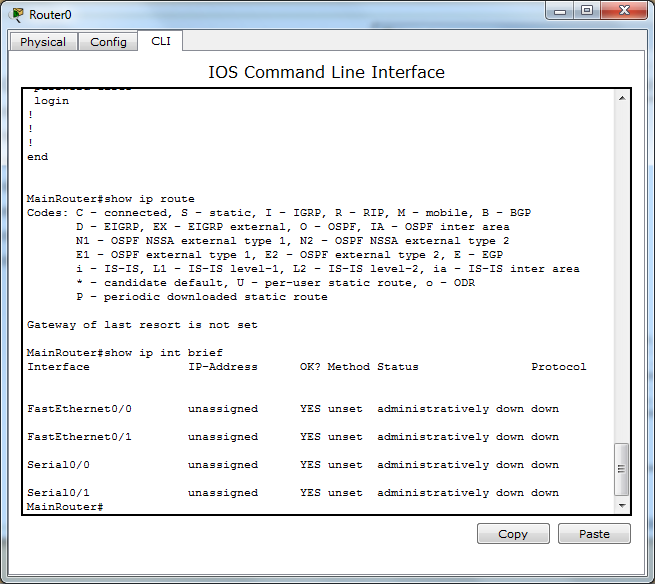 Router0
Physical Config CLI
IOS Command Line Interface
login
!
!
!
end
MainRouter#show ip route
Codes: C - connected, S - static, I - IGRP, R - RIP, M - mobile, B - BGP
D - EIGRP, EX - EIGRP external, O - OSPF, IA - OSPF inter area
N1 - OSPF NSSA external type 1, N2 - OSPF NSSA external type 2
E1 - OSPF external type 1, E2 - OSPF external type 2, E - EGP
i - IS-IS, L1 - IS-IS level-1, L2 - IS-IS level-2, ia - IS-IS inter area
* - candidate default, U - per-user static route, o - ODR
P - periodic downloaded static route
Gateway of last resort is not set
MainRouter#show ip int brief
Interface IP-Address OK? Method Status Protocol
FastEthernet0/0 unassigned YES unset administratively down down
FastEthernet0/1 unassigned YES unset administratively down down
Serial0/0 unassigned YES unset administratively down down
Serial0/1 unassigned YES unset administratively down down
MainRouter#
Copy Paste